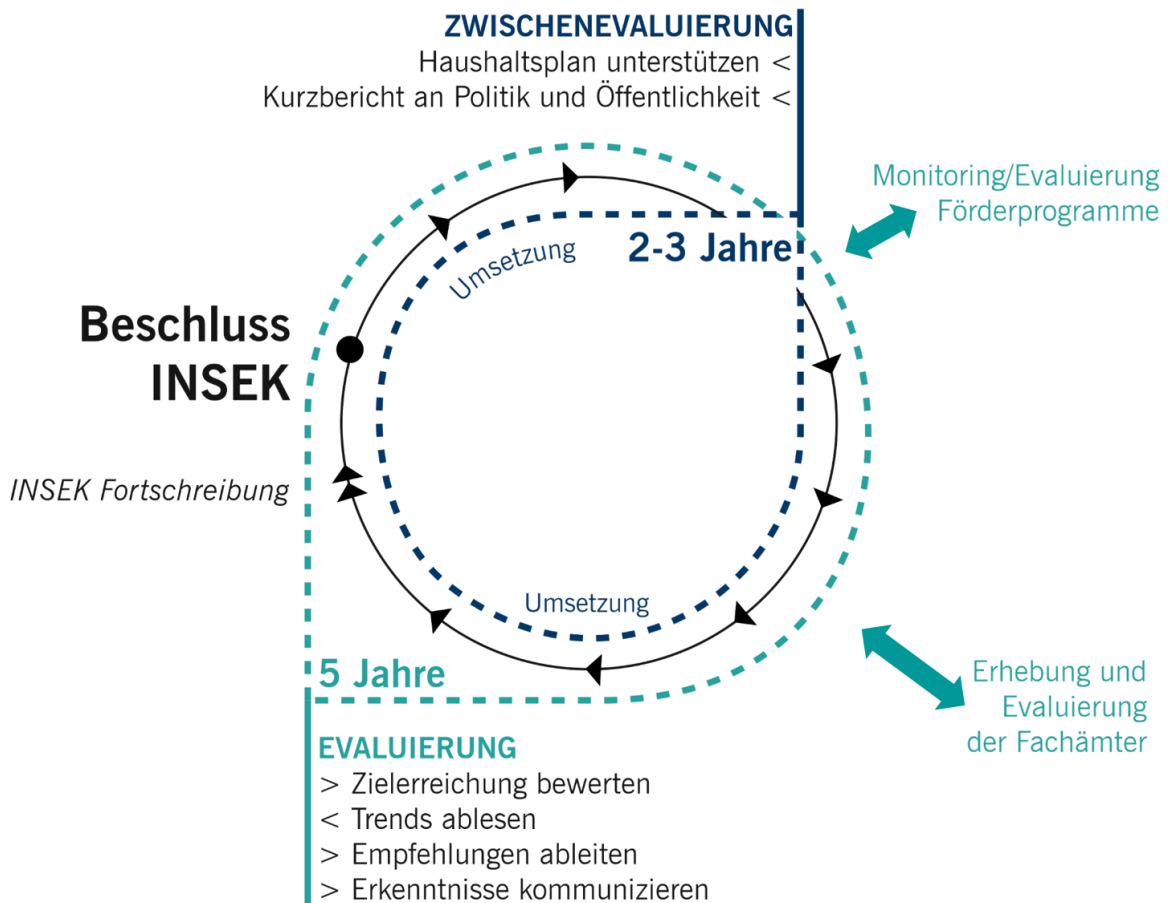 ZWISCHENEVALUIERUNG
Haushaltsplan unterstützen <
Kurzbericht an Politik und Öffentlichkeit <
Monitoring/Evaluierung
Förderprogramme
2-3 Jahre
Umsetzung
Beschluss
INSEK
INSEK Fortschreibung
Umsetzung
5 Jahre
Erhebung und
Evaluierung
der Fachämter
EVALUIERUNG
> Zielerreichung bewerten
< Trends ablesen
> Empfehlungen ableiten
> Erkenntnisse kommunizieren